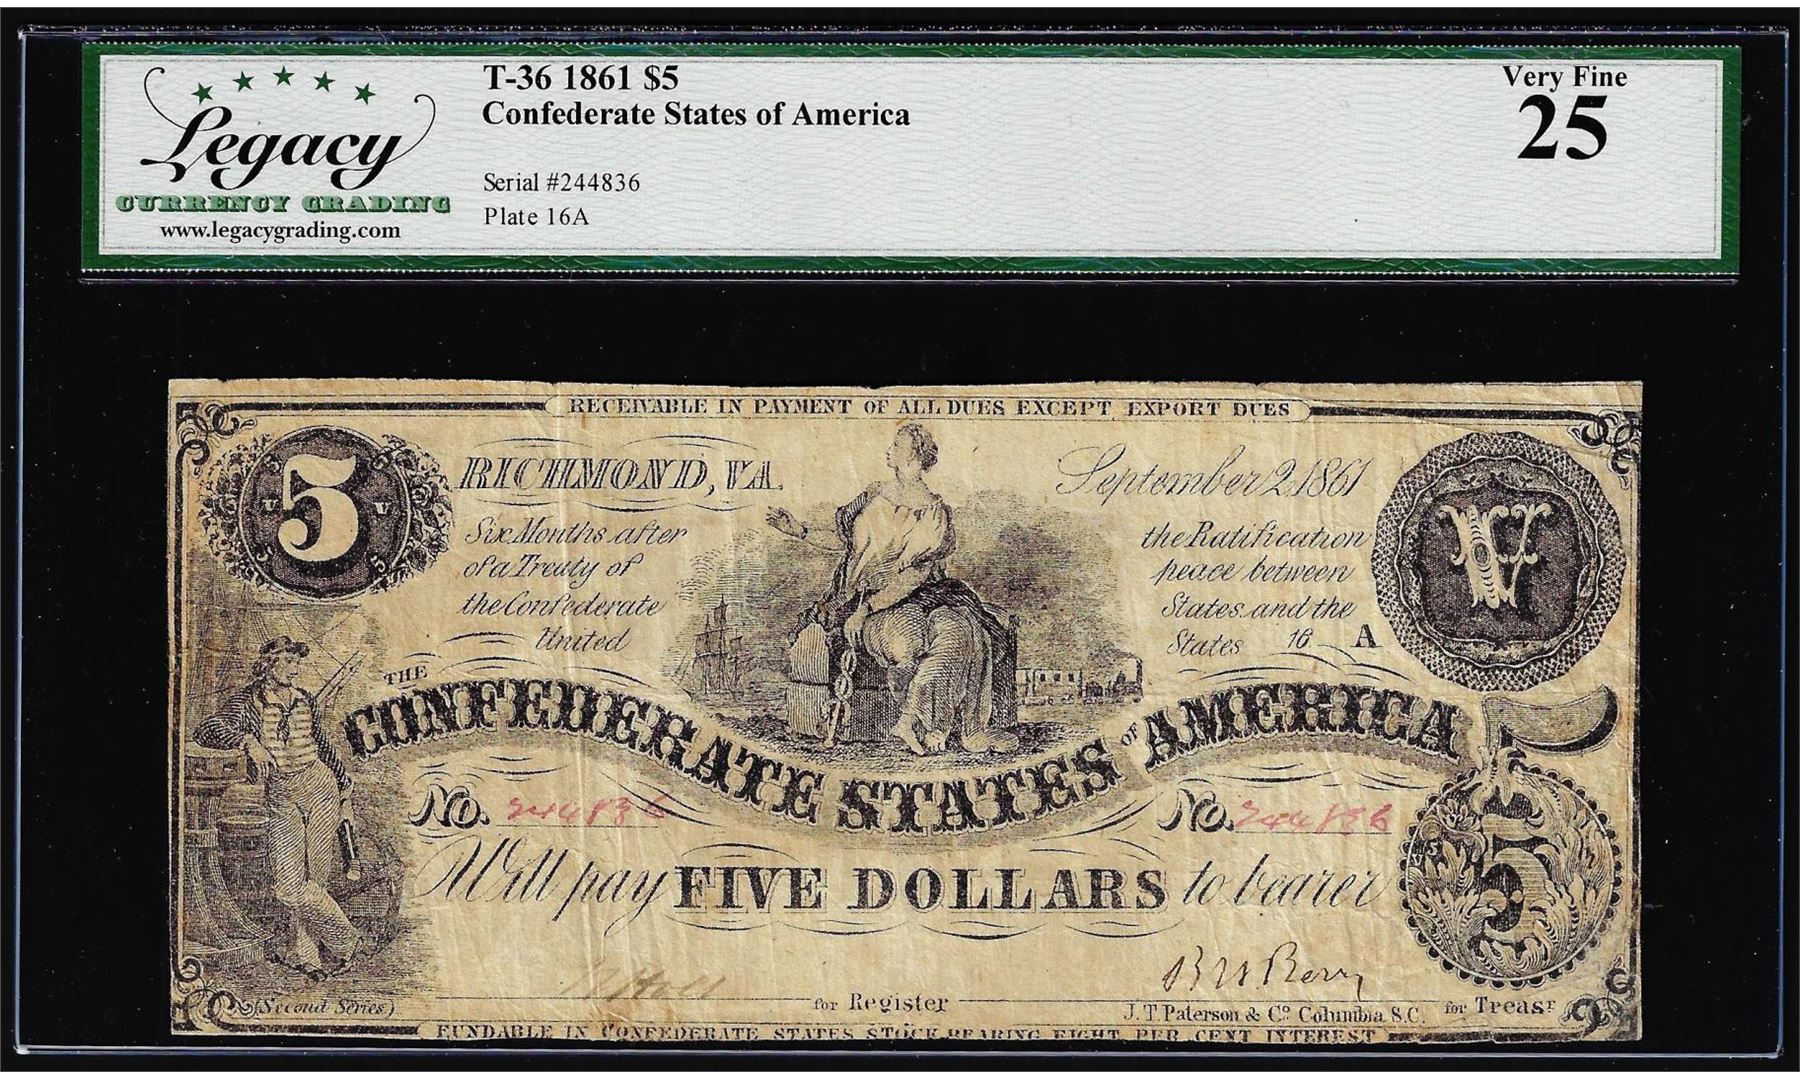 Legacy
CURRENCY GRADING
www.legacygrading.com
T-36 1861 $5
Confederate States of America
Serial #244836
Plate 16A
Very Fine
25
RECEIVABLE IN PAYMENT OF ALL DUES EXCEPT EXPORT DUES
5
RICHMOND, VA.
September 2, 1861
V
Six Months after the Ratification
of a Treaty of peace between
the Confederate States and the
United States 16 A
THE
CONFEDERATE STATES OF AMERICA
No. 244836 No. 244836
Will pay FIVE DOLLARS to bearer
5
for Register
(Second Series)
J. T. Paterson & Co. Columbia S.C.
for Treasr
FUNDABLE IN CONFEDERATE STATES STOCK BEARING EIGHT PER CENT INTEREST